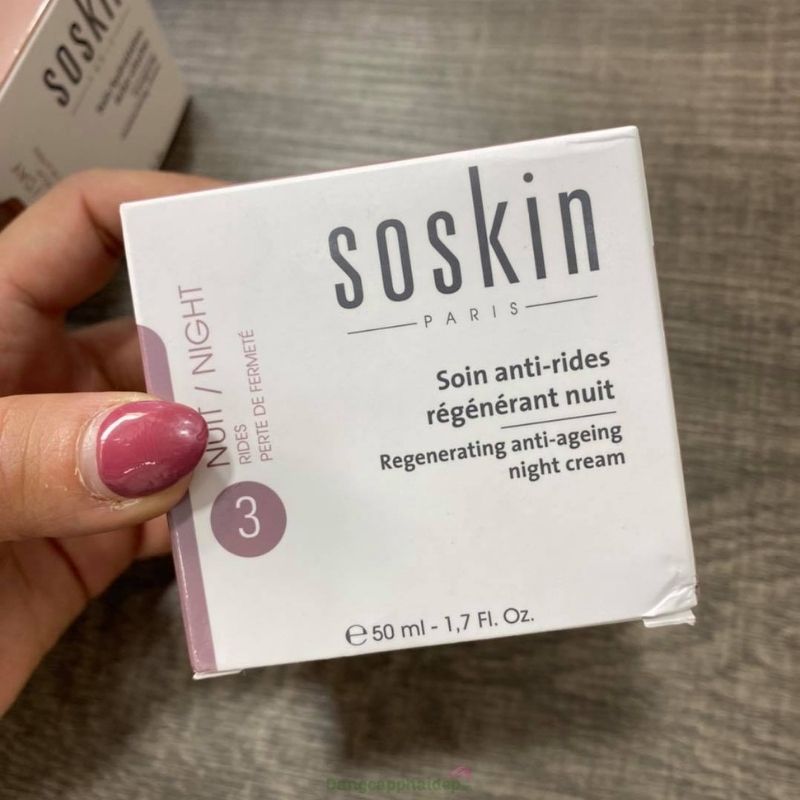 soskin
soskin
PARIS
Soin anti-rides
régénérant nuit
Regenerating anti-ageing
night cream
NUIT / NIGHT
RIDES
PERTE DE FERMETÉ
3
e 50 ml - 1,7 Fl. Oz.
Dangcapphaidep